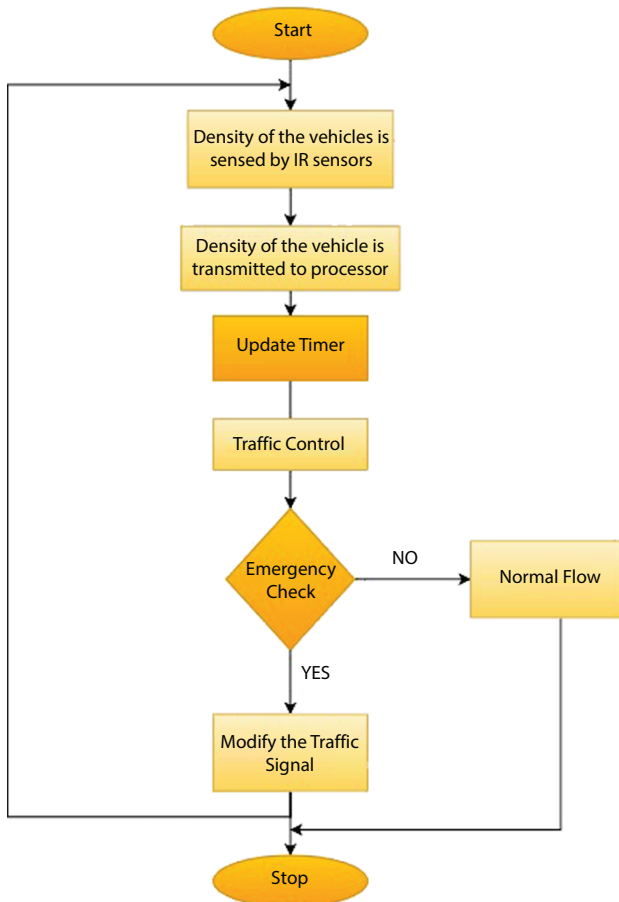 Start
Density of the vehicles is
sensed by IR sensors
Density of the vehicle is
transmitted to processor
Update Timer
Traffic Control
Emergency
Check
NO
Normal Flow
YES
Modify the Traffic
Signal
Stop